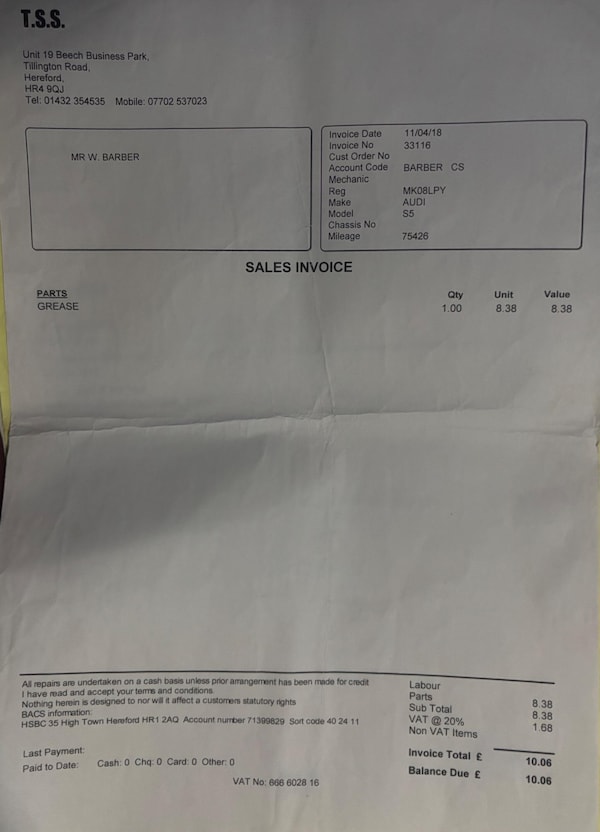 T.S.S.
Unit 19 Beech Business Park,
Tillington Road,
Hereford,
HR4 9QJ
Tel: 01432 354535 Mobile: 07702 537023
MR W. BARBER
Invoice Date 11/04/18
Invoice No 33116
Cust Order No
Account Code BARBER CS
Mechanic
Reg MK08LPY
Make AUDI
Model S5
Chassis No
Mileage 75426
SALES INVOICE
PARTS Qty Unit Value
GREASE 1.00 8.38 8.38
All repairs are undertaken on a cash basis unless prior arrangement has been made for credit
I have read and accept your terms and conditions.
Nothing herein is designed to nor will it affect a customers statutory rights
BACS information:
HSBC 35 High Town Hereford HR1 2AQ Account number 71399829 Sort code 40 24 11
Last Payment:
Paid to Date: Cash: 0 Chq: 0 Card: 0 Other: 0
VAT No: 666 6028 16
Labour
Parts 8.38
Sub Total 8.38
VAT @ 20% 1.68
Non VAT Items
Invoice Total £ 10.06
Balance Due £ 10.06